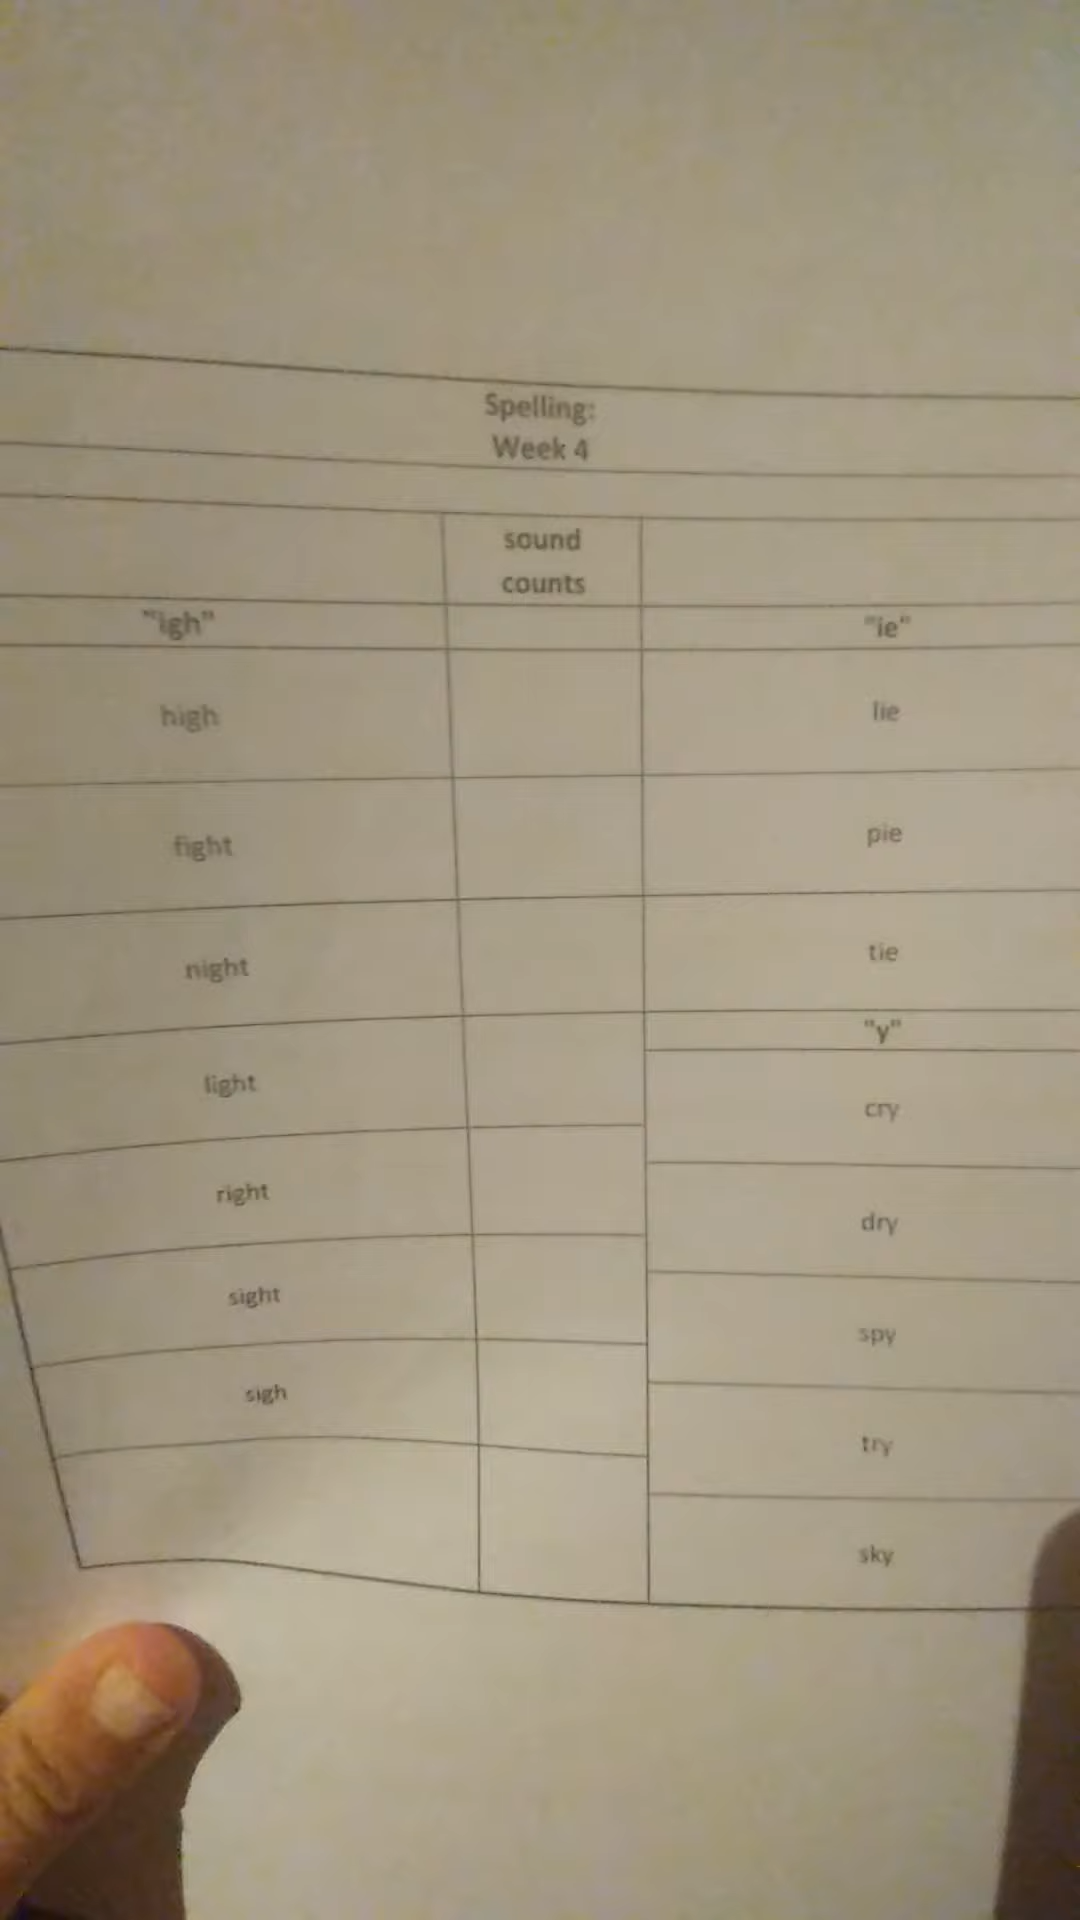 Spelling:
Week 4
sound
counts
"igh"
"ie"
high
lie
fight
pie
night
tie
"y"
light
cry
right
dry
sight
spy
sigh
try
sky